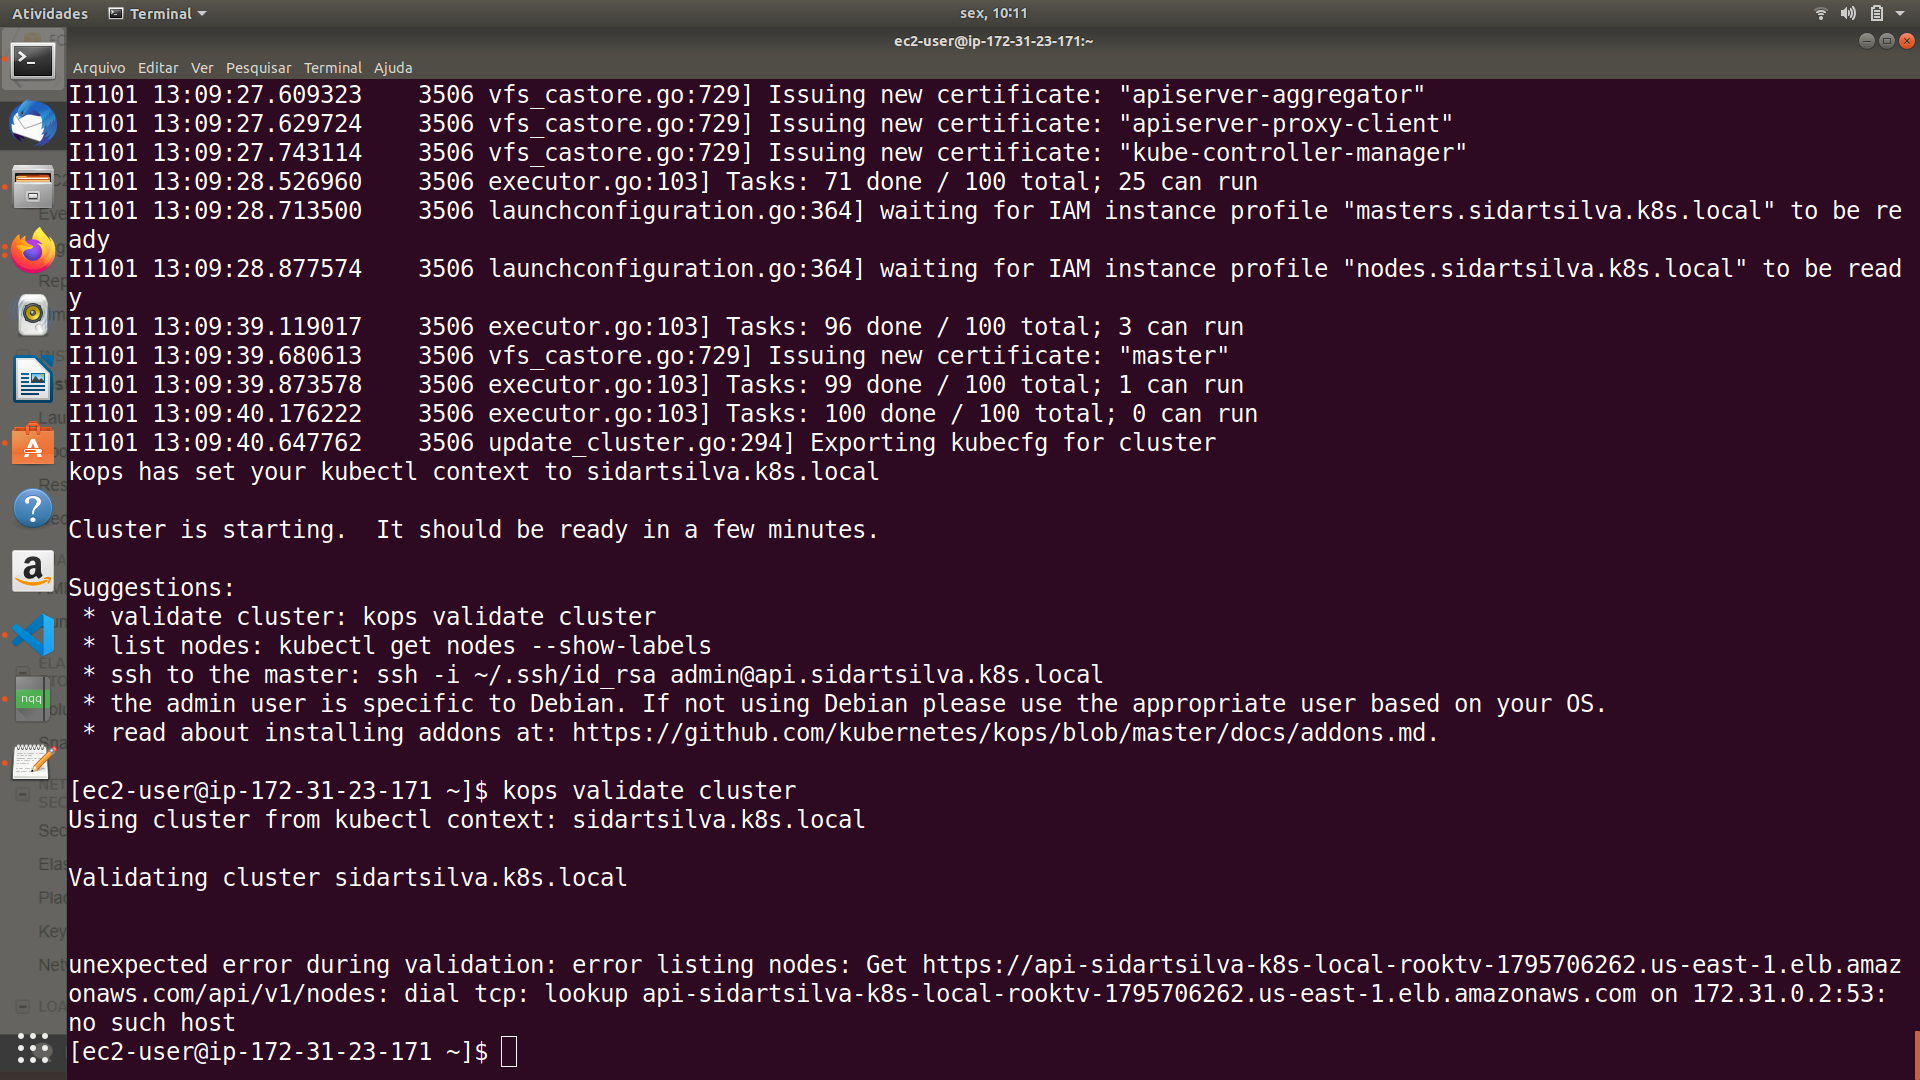 Atividades Terminal sex, 10:11
ec2-user@ip-172-31-23-171:~
Arquivo Editar Ver Pesquisar Terminal Ajuda
I1101 13:09:27.609323    3506 vfs_castore.go:729] Issuing new certificate: "apiserver-aggregator"
I1101 13:09:27.629724    3506 vfs_castore.go:729] Issuing new certificate: "apiserver-proxy-client"
I1101 13:09:27.743114    3506 vfs_castore.go:729] Issuing new certificate: "kube-controller-manager"
I1101 13:09:28.526960    3506 executor.go:103] Tasks: 71 done / 100 total; 25 can run
I1101 13:09:28.713500    3506 launchconfiguration.go:364] waiting for IAM instance profile "masters.sidartsilva.k8s.local" to be re
ady
I1101 13:09:28.877574    3506 launchconfiguration.go:364] waiting for IAM instance profile "nodes.sidartsilva.k8s.local" to be read
y
I1101 13:09:39.119017    3506 executor.go:103] Tasks: 96 done / 100 total; 3 can run
I1101 13:09:39.680613    3506 vfs_castore.go:729] Issuing new certificate: "master"
I1101 13:09:39.873578    3506 executor.go:103] Tasks: 99 done / 100 total; 1 can run
I1101 13:09:40.176222    3506 executor.go:103] Tasks: 100 done / 100 total; 0 can run
I1101 13:09:40.647762    3506 update_cluster.go:294] Exporting kubecfg for cluster
kops has set your kubectl context to sidartsilva.k8s.local
Cluster is starting.  It should be ready in a few minutes.
Suggestions:
 * validate cluster: kops validate cluster
 * list nodes: kubectl get nodes --show-labels
 * ssh to the master: ssh -i ~/.ssh/id_rsa admin@api.sidartsilva.k8s.local
 * the admin user is specific to Debian. If not using Debian please use the appropriate user based on your OS.
 * read about installing addons at: https://github.com/kubernetes/kops/blob/master/docs/addons.md.
[ec2-user@ip-172-31-23-171 ~]$ kops validate cluster
Using cluster from kubectl context: sidartsilva.k8s.local
Validating cluster sidartsilva.k8s.local
unexpected error during validation: error listing nodes: Get https://api-sidartsilva-k8s-local-rooktv-1795706262.us-east-1.elb.amaz
onaws.com/api/v1/nodes: dial tcp: lookup api-sidartsilva-k8s-local-rooktv-1795706262.us-east-1.elb.amazonaws.com on 172.31.0.2:53:
no such host
[ec2-user@ip-172-31-23-171 ~]$
nqq